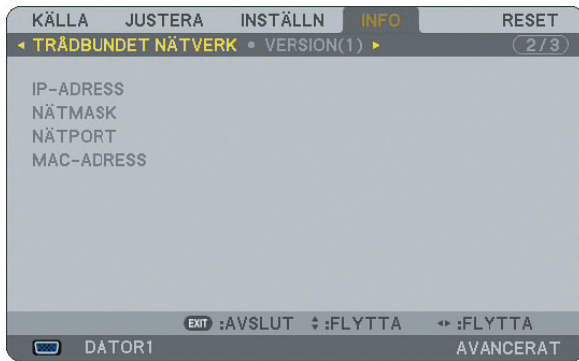 KÄLLA JUSTERA INSTÄLLN INFO RESET
TRÅDBUNDET NÄTVERK • VERSION(1) 2/3
IP-ADRESS
NÄTMASK
NÄTPORT
MAC-ADRESS
EXIT :AVSLUT :FLYTTA :FLYTTA
DATOR1 AVANCERAT